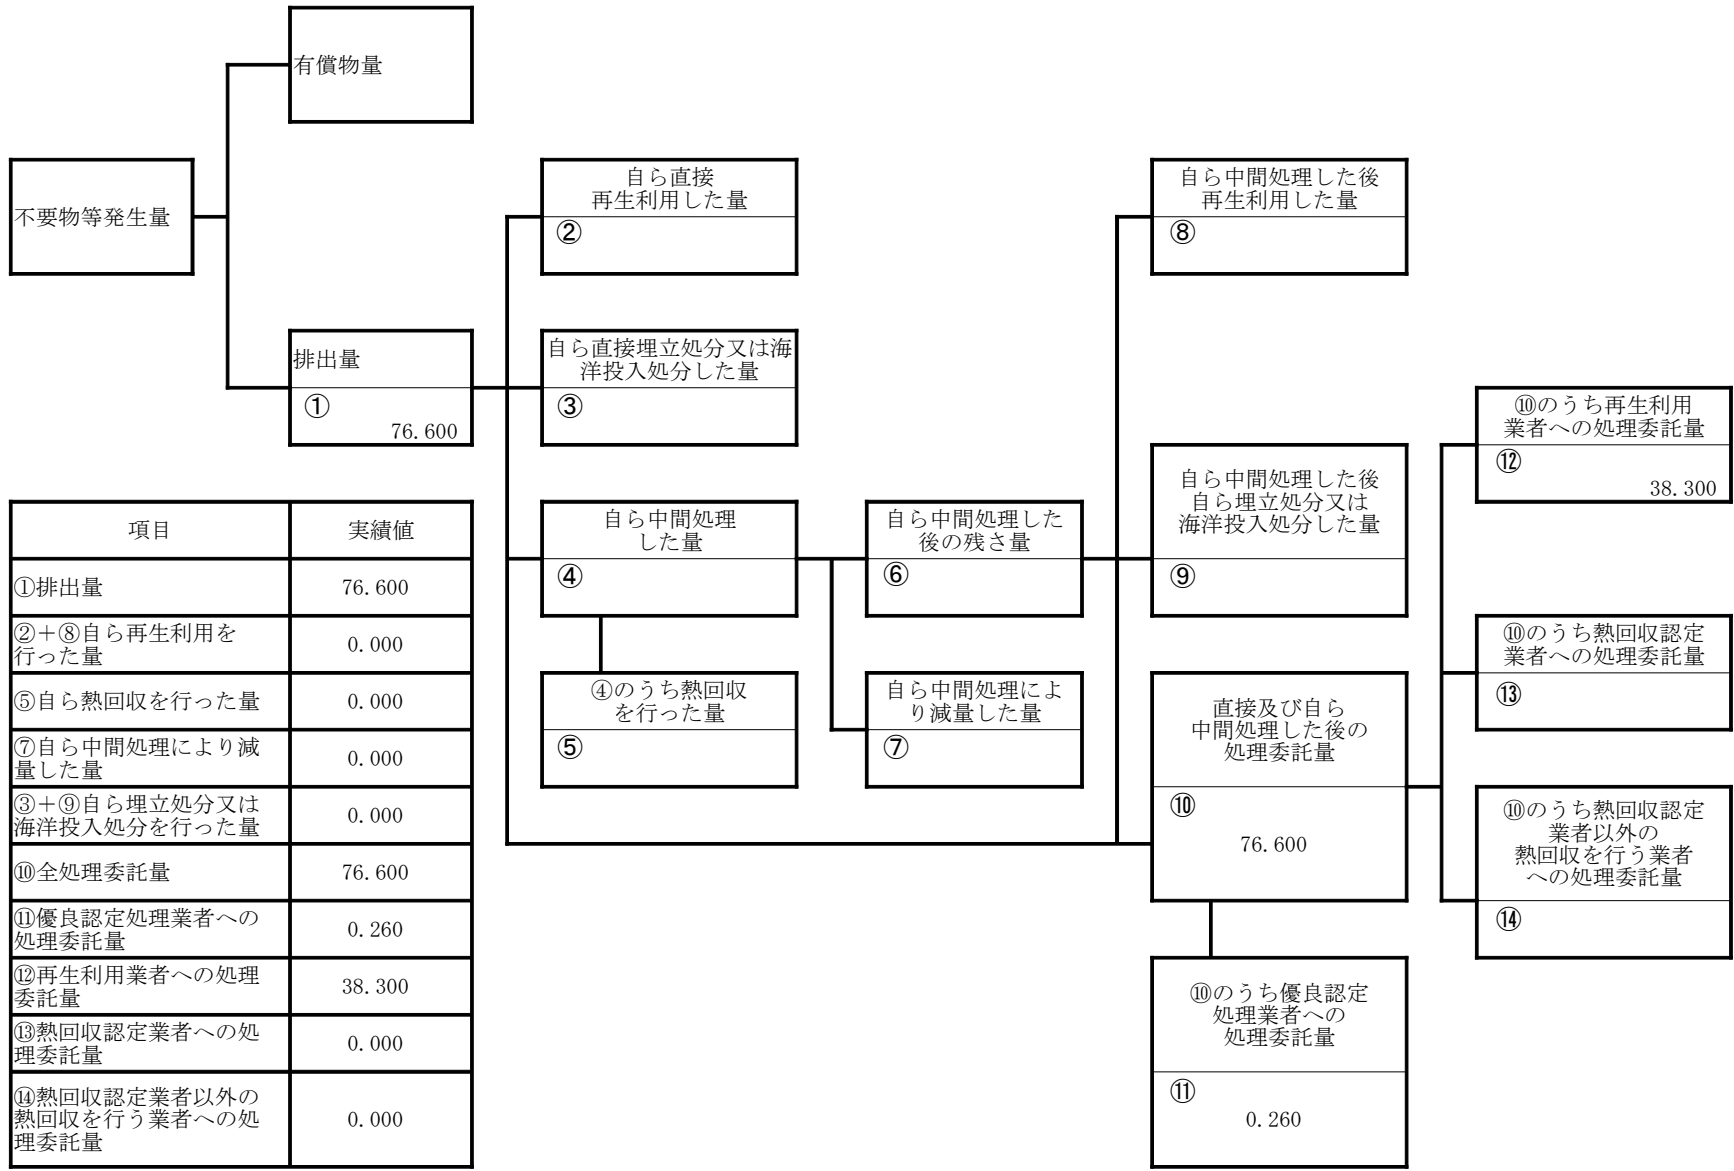 有償物量
不要物等発生量
自ら直接
再生利用した量
②
自ら中間処理した後
再生利用した量
⑧
排出量
①
76.600
自ら直接埋立処分又は海
洋投入処分した量
③
⑩のうち再生利用
業者への処理委託量
⑫
38.300
自ら中間処理
した量
④
自ら中間処理した
後の残さ量
⑥
自ら中間処理した後
自ら埋立処分又は
海洋投入処分した量
⑨
⑩のうち熱回収認定
業者への処理委託量
⑬
④のうち熱回収
を行った量
⑤
自ら中間処理によ
り減量した量
⑦
直接及び自ら
中間処理した後の
処理委託量
⑩
76.600
⑩のうち熱回収認定
業者以外の
熱回収を行う業者
への処理委託量
⑭
⑩のうち優良認定
処理業者への
処理委託量
⑪
0.260
項目 実績値
①排出量 76.600
②＋⑧自ら再生利用を
行った量 0.000
⑤自ら熱回収を行った量 0.000
⑦自ら中間処理により減
量した量 0.000
③＋⑨自ら埋立処分又は
海洋投入処分を行った量 0.000
⑩全処理委託量 76.600
⑪優良認定処理業者への
処理委託量 0.260
⑫再生利用業者への処理
委託量 38.300
⑬熱回収認定業者への処
理委託量 0.000
⑭熱回収認定業者以外の
熱回収を行う業者への処
理委託量 0.000